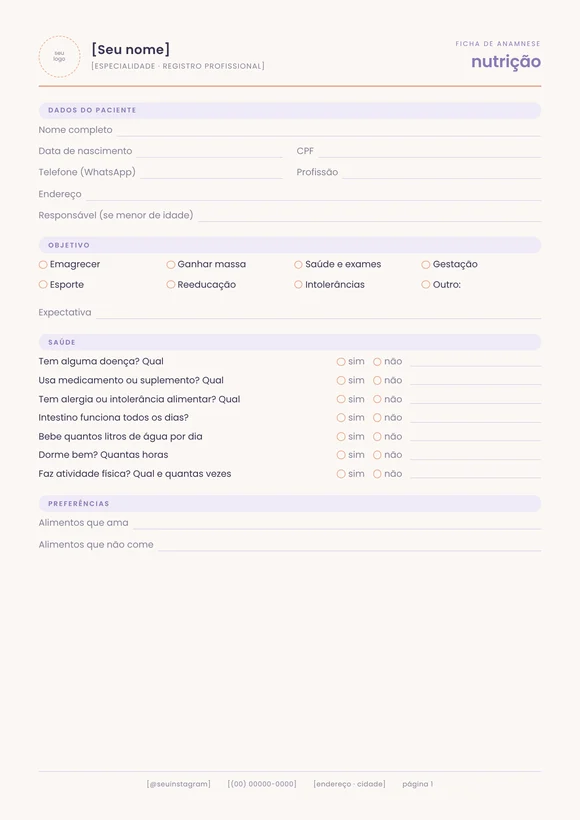 seu
logo
[Seu nome]
[ESPECIALIDADE · REGISTRO PROFISSIONAL]
FICHA DE ANAMNESE
nutrição
DADOS DO PACIENTE
Nome completo
Data de nascimento CPF
Telefone (WhatsApp) Profissão
Endereço
Responsável (se menor de idade)
OBJETIVO
Emagrecer Ganhar massa Saúde e exames Gestação
Esporte Reeducação Intolerâncias Outro:
Expectativa
SAÚDE
Tem alguma doença? Qual sim não
Usa medicamento ou suplemento? Qual sim não
Tem alergia ou intolerância alimentar? Qual sim não
Intestino funciona todos os dias? sim não
Bebe quantos litros de água por dia sim não
Dorme bem? Quantas horas sim não
Faz atividade física? Qual e quantas vezes sim não
PREFERÊNCIAS
Alimentos que ama
Alimentos que não come
[@seuinstagram] [(00) 00000-0000] [endereço · cidade] página 1